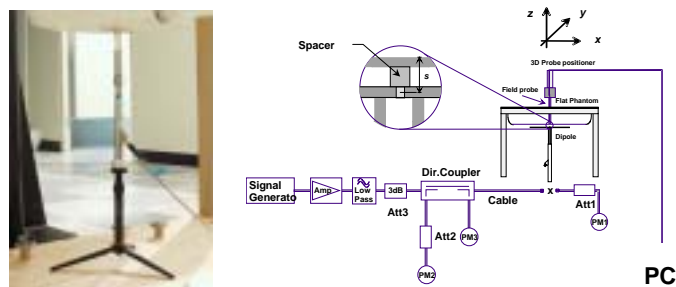 z
y
x
Spacer
s
3D Probe positioner
Field probe
Flat Phantom
Dipole
Signal
Generato
Amp
Low
Pass
3dB
Att3
Dir.Coupler
Cable
x
Att1
PM1
Att2
PM3
PM2
PC